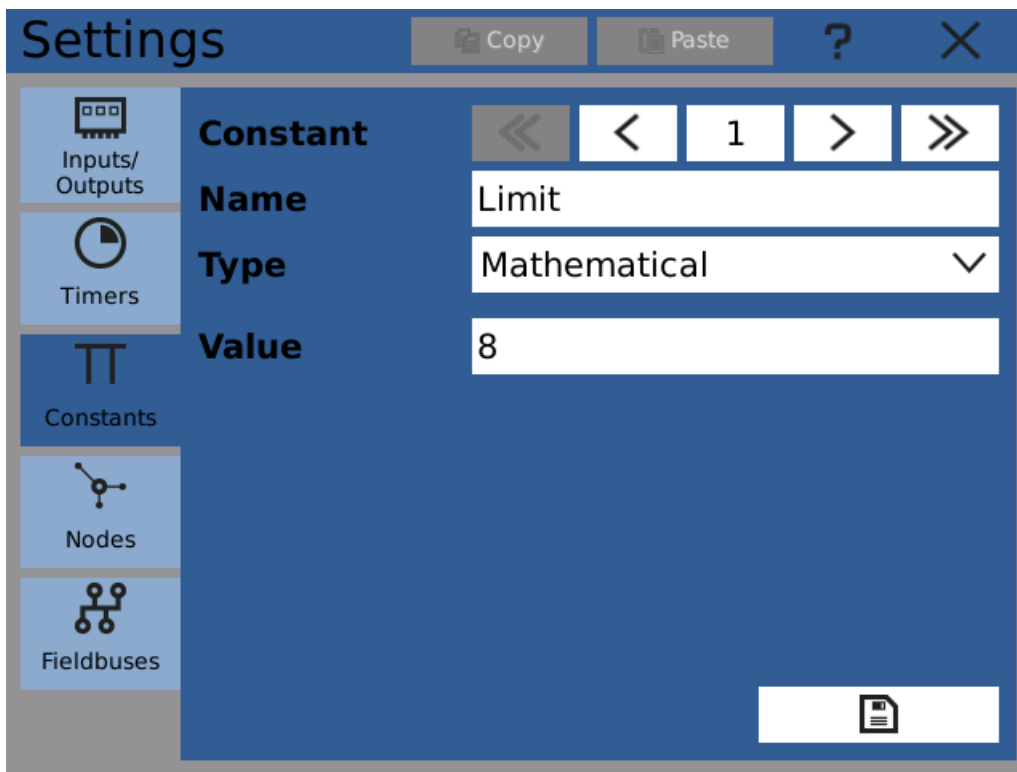 Settings
Copy
Paste
?
Inputs/
Outputs
Timers
Constants
Nodes
Fieldbuses
Constant
1
Name
Limit
Type
Mathematical
Value
8